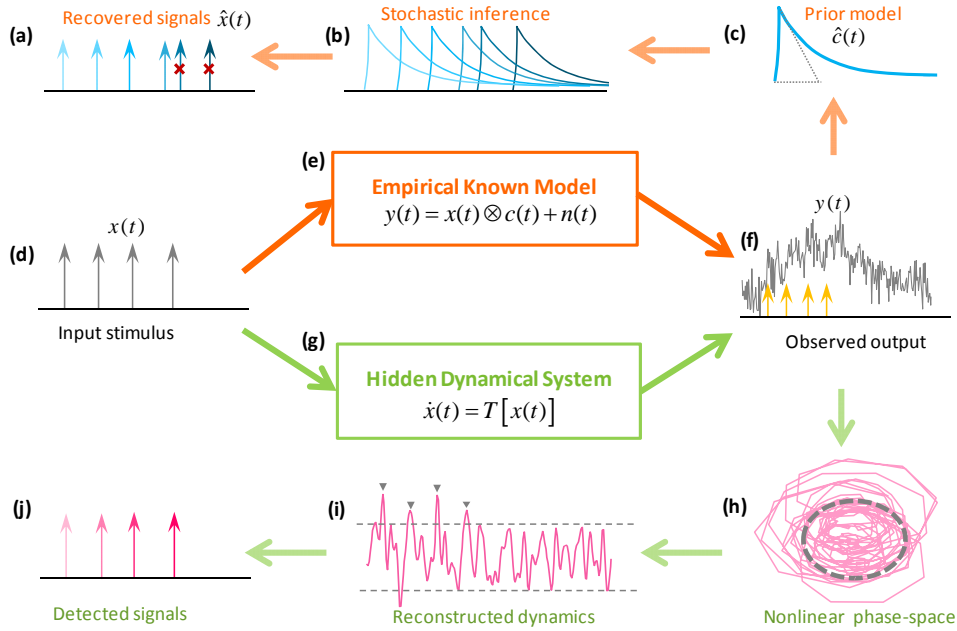 (a) Recovered signals x̂(t)
(b) Stochastic inference
(c) Prior model
ĉ(t)
(d) x(t)
Input stimulus
(e) Empirical Known Model
y(t) = x(t) ⊗ c(t) + n(t)
(f) y(t)
Observed output
(g) Hidden Dynamical System
ẋ(t) = T[x(t)]
(h)
Nonlinear phase-space
(i)
Reconstructed dynamics
(j)
Detected signals